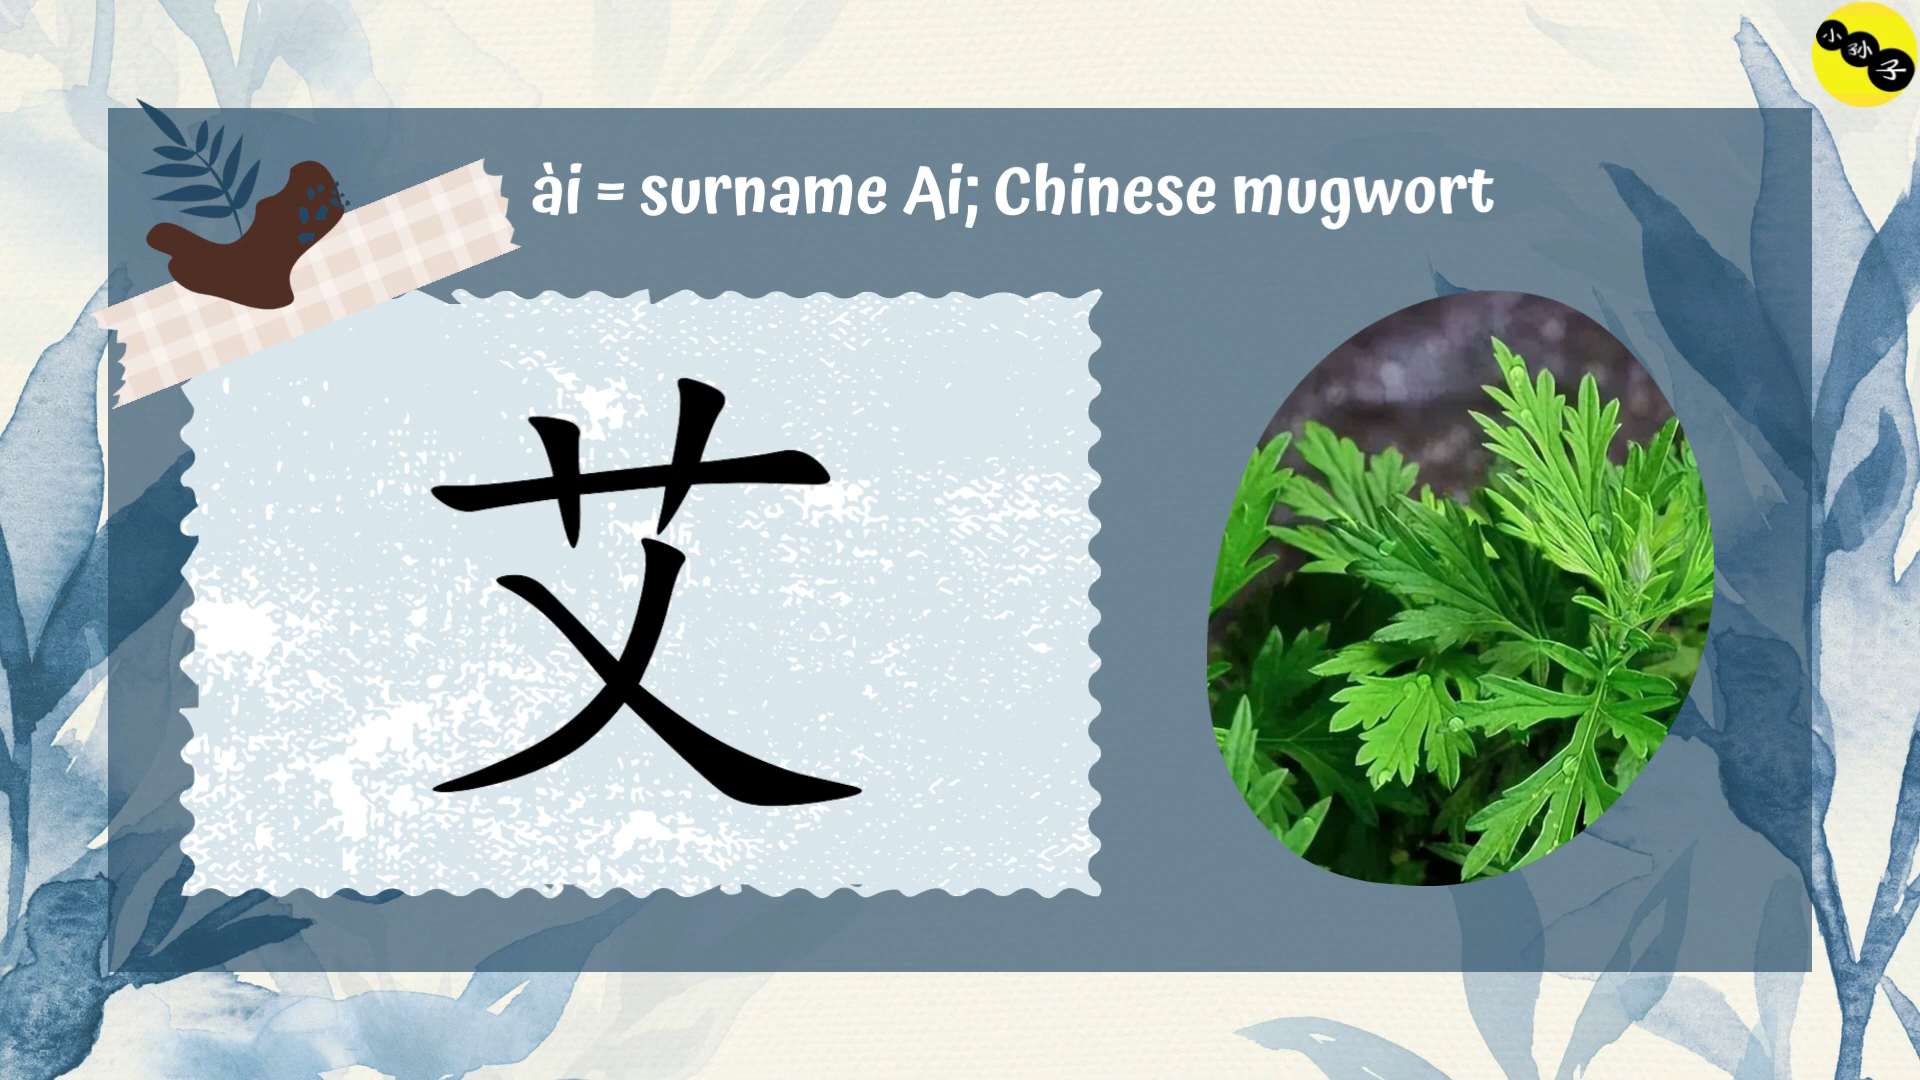 小孙子
ài = surname Ai; Chinese mugwort
艾